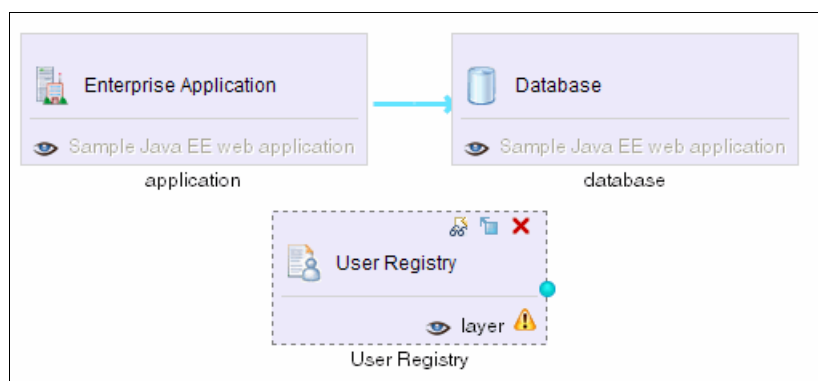 Enterprise Application
Database
Sample Java EE web application
Sample Java EE web application
application
database
User Registry
layer
User Registry